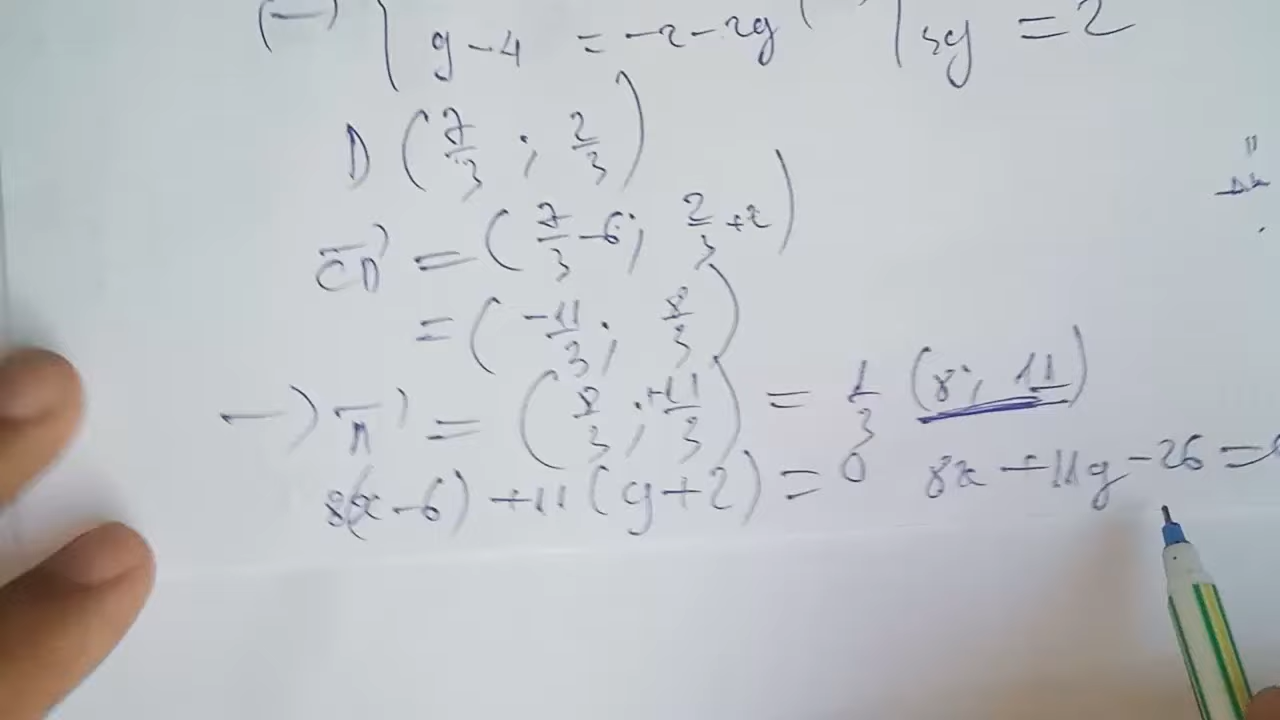 (—) { y - 4 = -2 - 2y ( { 3y = 2
D ( 7/3 ; 2/3 )
CD→ = ( 7/3 - 6 ; 2/3 + 2 )
= ( -11/3 ; 8/3 )
—) n→ = ( 8/3 ; +11/3 ) = 1/3 (8; 11)
8(x - 6) + 11(y + 2) = 0 8x + 11y - 26 =